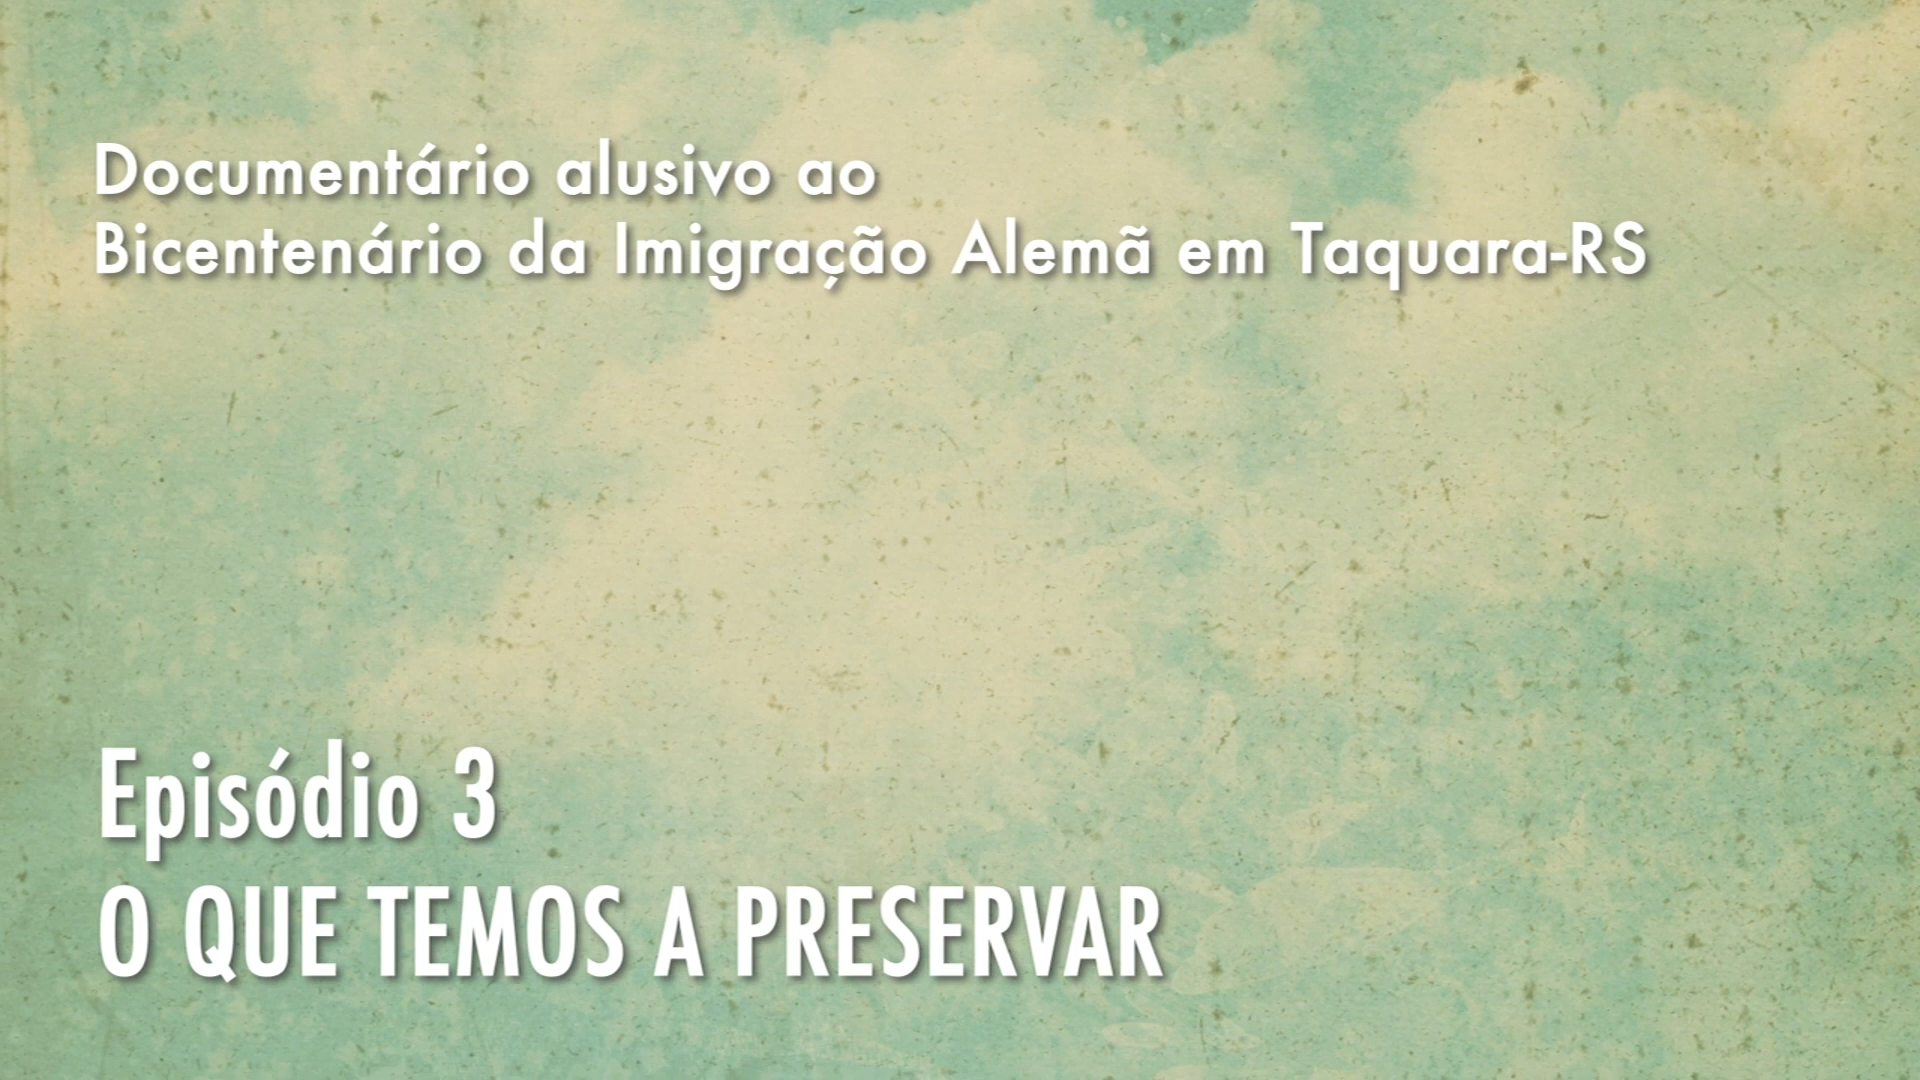 Documentário alusivo ao
Bicentenário da Imigração Alemã em Taquara-RS
Episódio 3
O QUE TEMOS A PRESERVAR